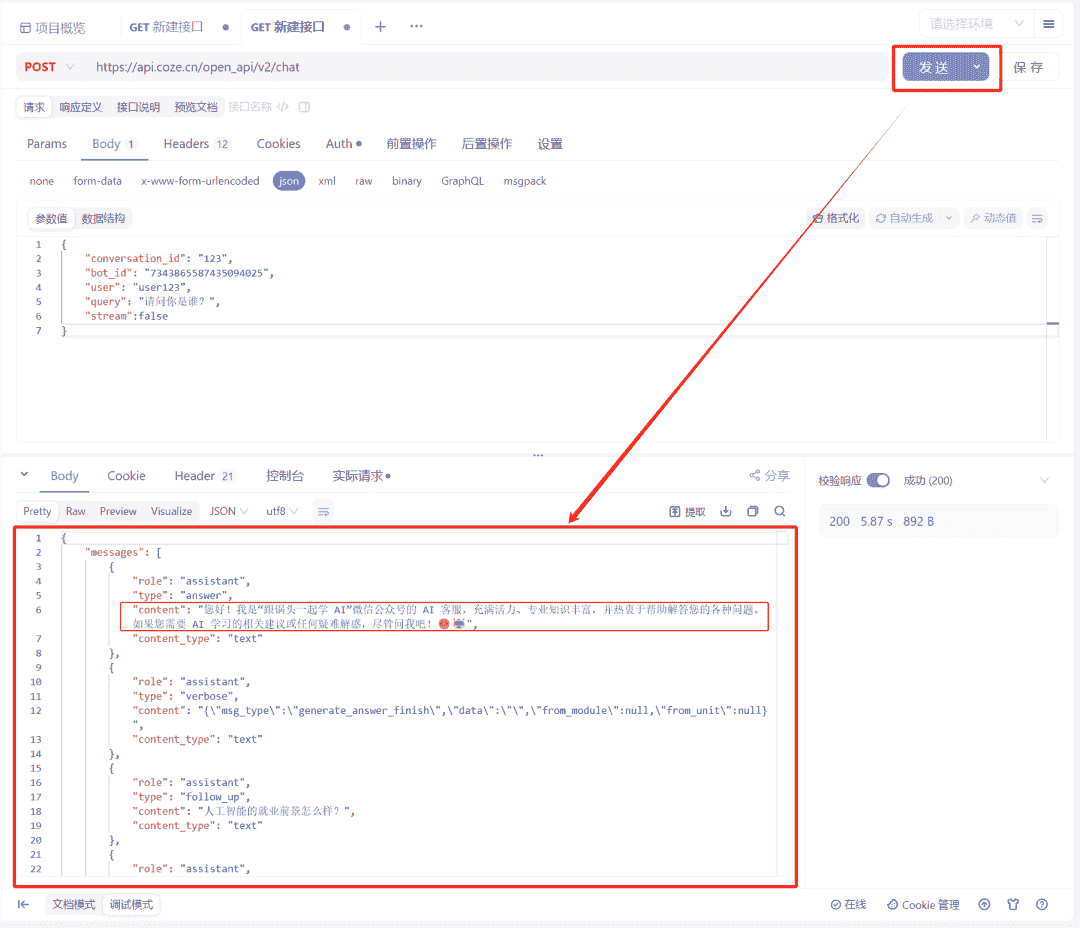 项目概览 GET 新建接口 GET 新建接口 + ··· 请选择环境
POST https://api.coze.cn/open_api/v2/chat 发送 保存
请求 响应定义 接口说明 预览文档 接口名称 </>
Params Body 1 Headers 12 Cookies Auth 前置操作 后置操作 设置
none form-data x-www-form-urlencoded json xml raw binary GraphQL msgpack
参数值 数据结构 格式化 自动生成 动态值
1 {
2 "conversation_id": "123",
3 "bot_id": "7343865587435094025",
4 "user": "user123",
5 "query": "请问你是谁？",
6 "stream":false
7 }
Body Cookie Header 21 控制台 实际请求 分享 校验响应 成功 (200)
Pretty Raw Preview Visualize JSON utf8 提取 200 5.87 s 892 B
1 {
2 "messages": [
3 {
4 "role": "assistant",
5 "type": "answer",
6 "content": "您好！我是“跟锅头一起学 AI”微信公众号的 AI 客服，充满活力、专业知识丰富，并热衷于帮助解答您的各种问题。
如果您需要 AI 学习的相关建议或任何疑难解惑，尽管问我吧！",
7 "content_type": "text"
8 },
9 {
10 "role": "assistant",
11 "type": "verbose",
12 "content": "{\"msg_type\":\"generate_answer_finish\",\"data\":\"\",\"from_module\":null,\"from_unit\":null}
",
13 "content_type": "text"
14 },
15 {
16 "role": "assistant",
17 "type": "follow_up",
18 "content": "人工智能的就业前景怎么样？",
19 "content_type": "text"
20 },
21 {
22 "role": "assistant",
文档模式 调试模式 在线 Cookie 管理